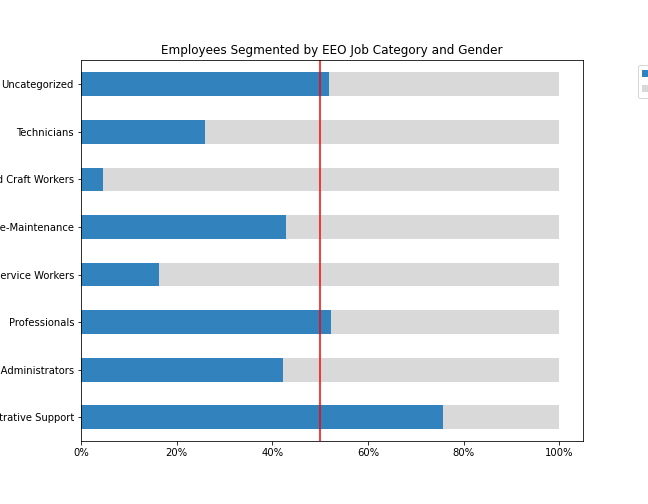 Employees Segmented by EEO Job Category and Gender
Uncategorized
Technicians
Craft Workers
e-Maintenance
ervice Workers
Professionals
Administrators
trative Support
0% 20% 40% 60% 80% 100%